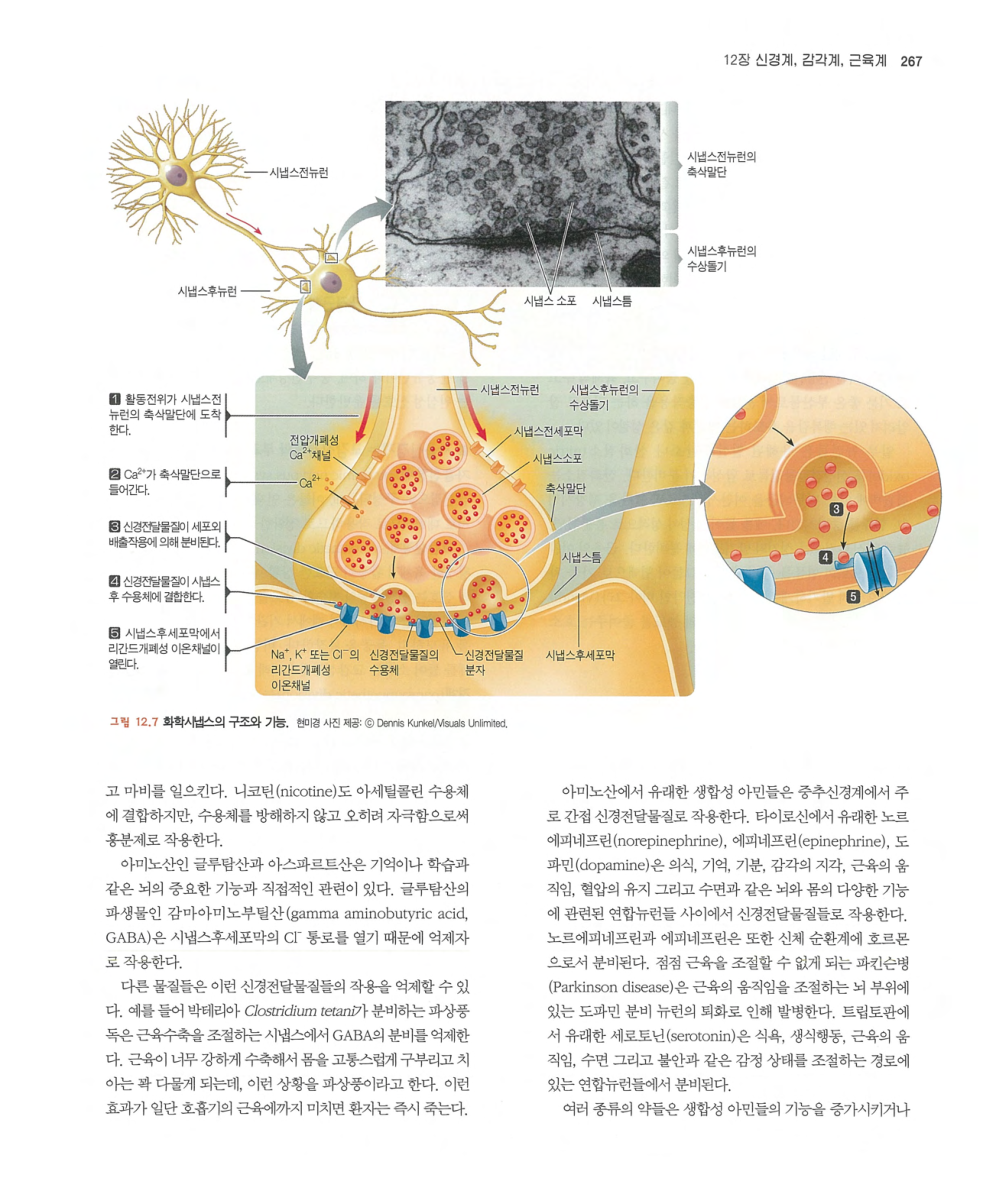 12장 신경계, 감각계, 근육계 267
시냅스전뉴런
시냅스후뉴런
시냅스전뉴런의
축삭말단
시냅스후뉴런의
수상돌기
시냅스 소포 시냅스틈
1 활동전위가 시냅스전
뉴런의 축삭말단에 도착
한다.
2 Ca²⁺가 축삭말단으로
들어간다.
3 신경전달물질이 세포외
배출작용에 의해 분비된다.
4 신경전달물질이 시냅스
후 수용체에 결합한다.
5 시냅스후세포막에서
리간드개폐성 이온채널이
열린다.
시냅스전뉴런
시냅스후뉴런의
수상돌기
전압개폐성
Ca²⁺채널
Ca²⁺
시냅스전세포막
시냅스소포
축삭말단
시냅스틈
Na⁺, K⁺ 또는 Cl⁻의
리간드개폐성
이온채널
신경전달물질의
수용체
신경전달물질
분자
시냅스후세포막
3
4
5
그림 12.7 화학시냅스의 구조와 기능. 현미경 사진 제공: ⓒ Dennis Kunkel/Visuals Unlimited.
고 마비를 일으킨다. 니코틴(nicotine)도 아세틸콜린 수용체
에 결합하지만, 수용체를 방해하지 않고 오히려 자극함으로써
흥분제로 작용한다.
아미노산인 글루탐산과 아스파르트산은 기억이나 학습과
같은 뇌의 중요한 기능과 직접적인 관련이 있다. 글루탐산의
파생물인 감마아미노부틸산(gamma aminobutyric acid,
GABA)은 시냅스후세포막의 Cl⁻ 통로를 열기 때문에 억제자
로 작용한다.
다른 물질들은 이런 신경전달물질들의 작용을 억제할 수 있
다. 예를 들어 박테리아 Clostridium tetani가 분비하는 파상풍
독은 근육수축을 조절하는 시냅스에서 GABA의 분비를 억제한
다. 근육이 너무 강하게 수축해서 몸을 고통스럽게 구부리고 치
아는 꽉 다물게 되는데, 이런 상황을 파상풍이라고 한다. 이런
효과가 일단 호흡기의 근육에까지 미치면 환자는 즉시 죽는다.
아미노산에서 유래한 생합성 아민들은 중추신경계에서 주
로 간접 신경전달물질로 작용한다. 타이로신에서 유래한 노르
에피네프린(norepinephrine), 에피네프린(epinephrine), 도
파민(dopamine)은 의식, 기억, 기분, 감각의 지각, 근육의 움
직임, 혈압의 유지 그리고 수면과 같은 뇌와 몸의 다양한 기능
에 관련된 연합뉴런들 사이에서 신경전달물질들로 작용한다.
노르에피네프린과 에피네프린은 또한 신체 순환계에 호르몬
으로서 분비된다. 점점 근육을 조절할 수 없게 되는 파킨슨병
(Parkinson disease)은 근육의 움직임을 조절하는 뇌 부위에
있는 도파민 분비 뉴런의 퇴화로 인해 발병한다. 트립토판에
서 유래한 세로토닌(serotonin)은 식욕, 생식행동, 근육의 움
직임, 수면 그리고 불안과 같은 감정 상태를 조절하는 경로에
있는 연합뉴런들에서 분비된다.
여러 종류의 약들은 생합성 아민들의 기능을 증가시키거나